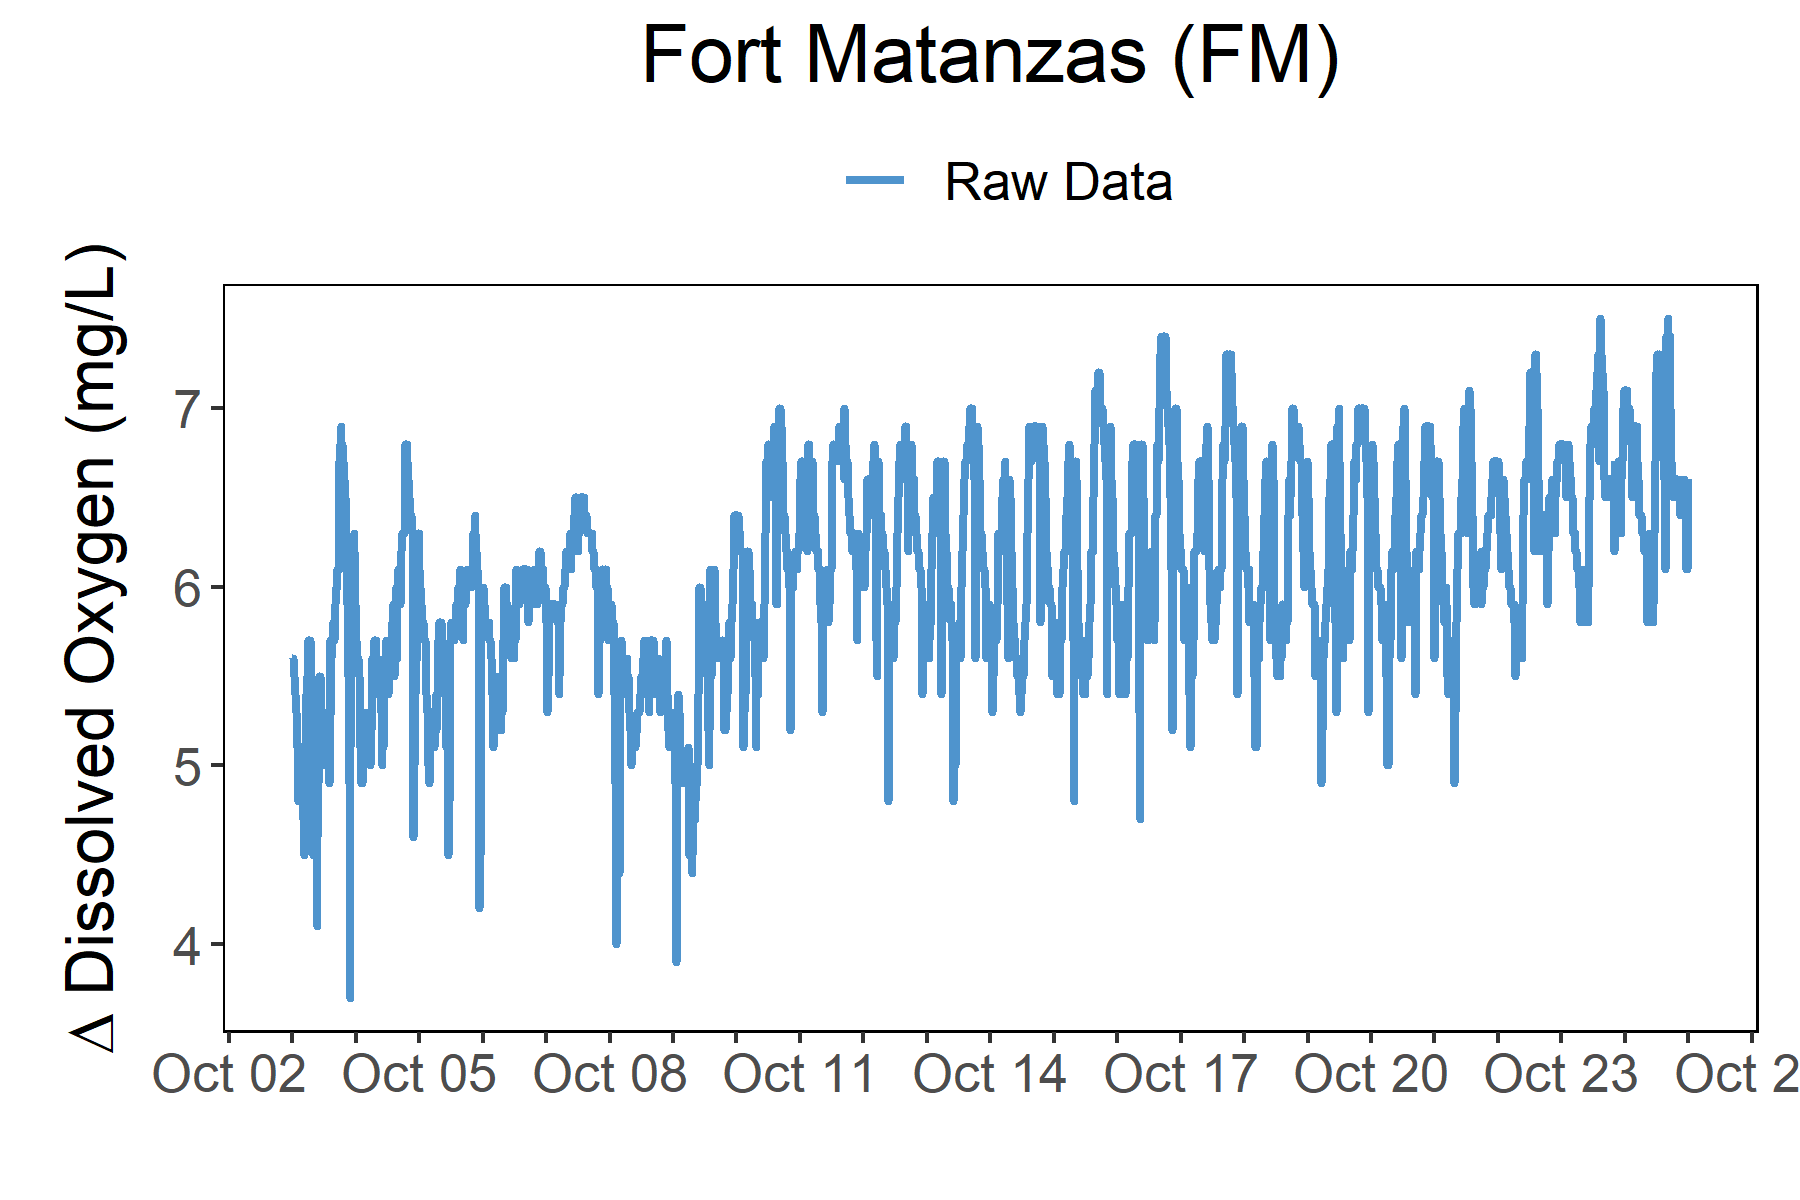 Fort Matanzas (FM)
Raw Data
Δ Dissolved Oxygen (mg/L)
7
6
5
4
Oct 02 Oct 05 Oct 08 Oct 11 Oct 14 Oct 17 Oct 20 Oct 23 Oct 2